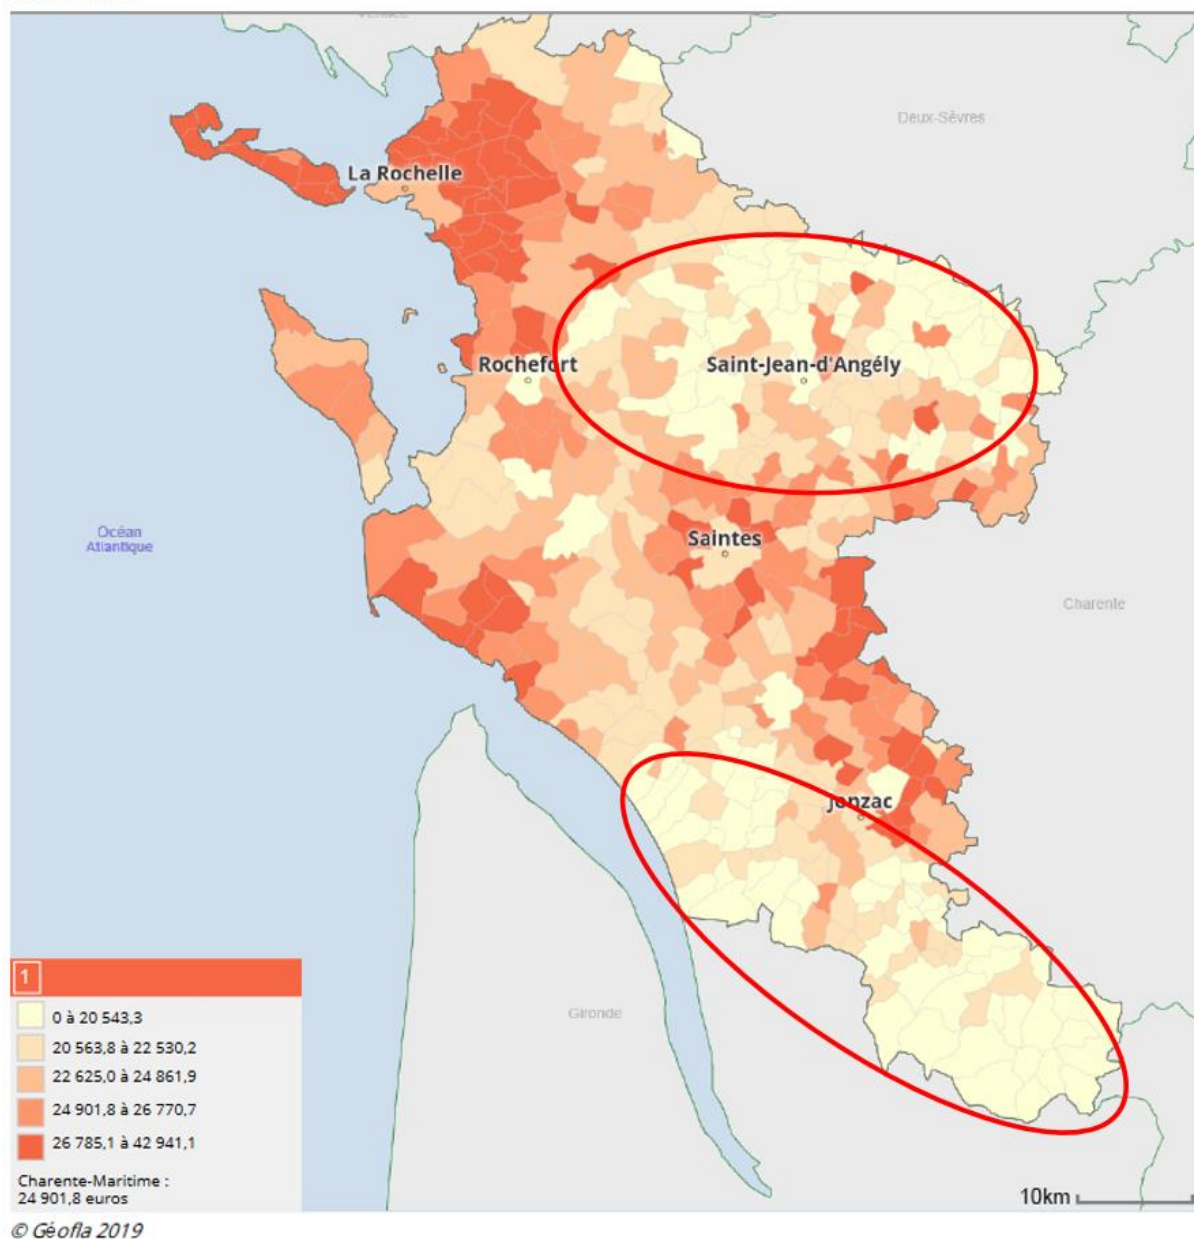 Deux-Sèvres
La Rochelle
Rochefort
Saint-Jean-d'Angély
Océan
Atlantique
Saintes
Charente
Jonzac
Gironde
1
0 à 20 543,3
20 563,8 à 22 530,2
22 625,0 à 24 861,9
24 901,8 à 26 770,7
26 785,1 à 42 941,1
Charente-Maritime :
24 901,8 euros
10km
© Géofla 2019